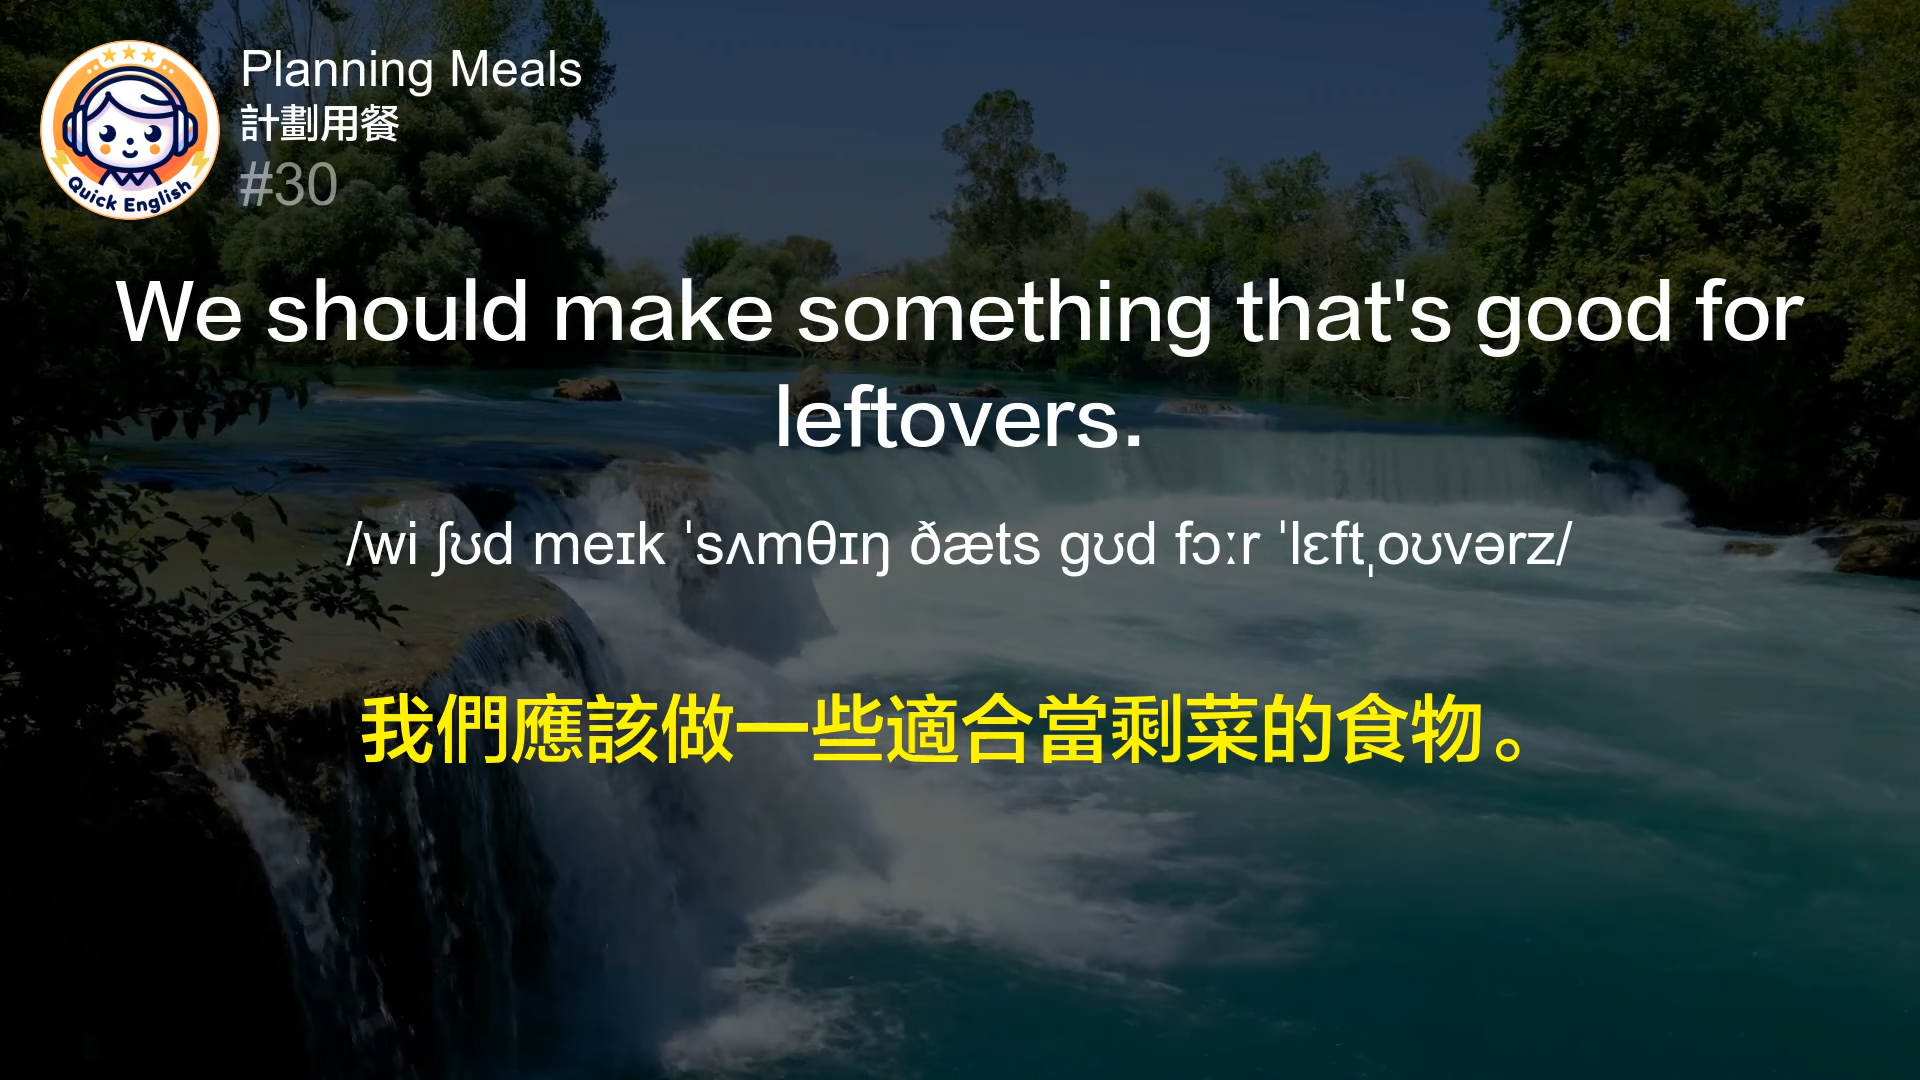 Quick English
Planning Meals
計劃用餐
#30
We should make something that's good for
leftovers.
/wi ʃʊd meɪk ˈsʌmθɪŋ ðæts ɡʊd fɔːr ˈlɛftˌoʊvərz/
我們應該做一些適合當剩菜的食物。